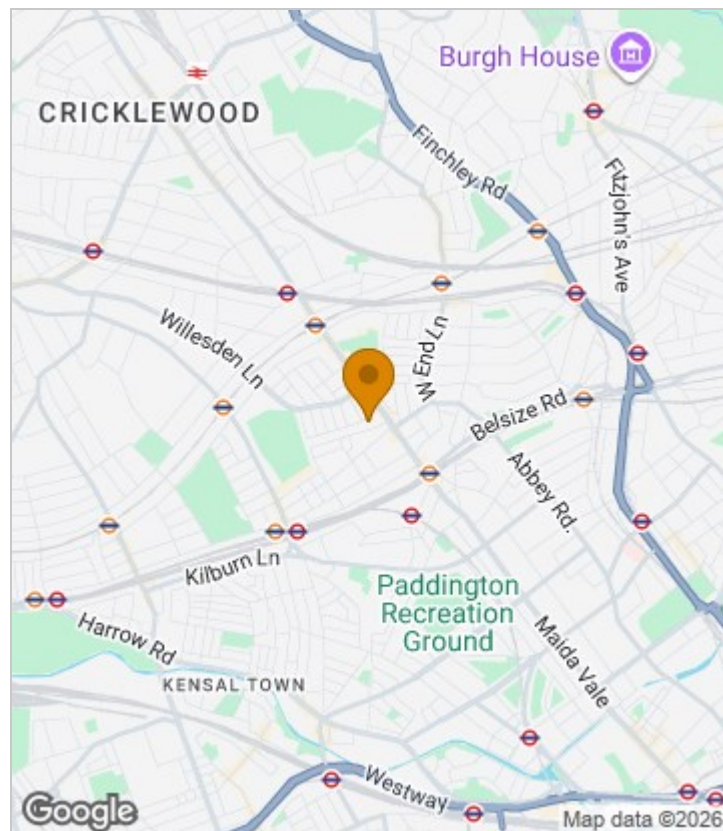 Burgh House
CRICKLEWOOD
Finchley Rd
Fitzjohn's Ave
Willesden Ln
W End Ln
Belsize Rd
Abbey Rd.
Kilburn Ln
Paddington
Recreation
Ground
Harrow Rd
Maida Vale
KENSAL TOWN
Westway
Google
Map data ©2026